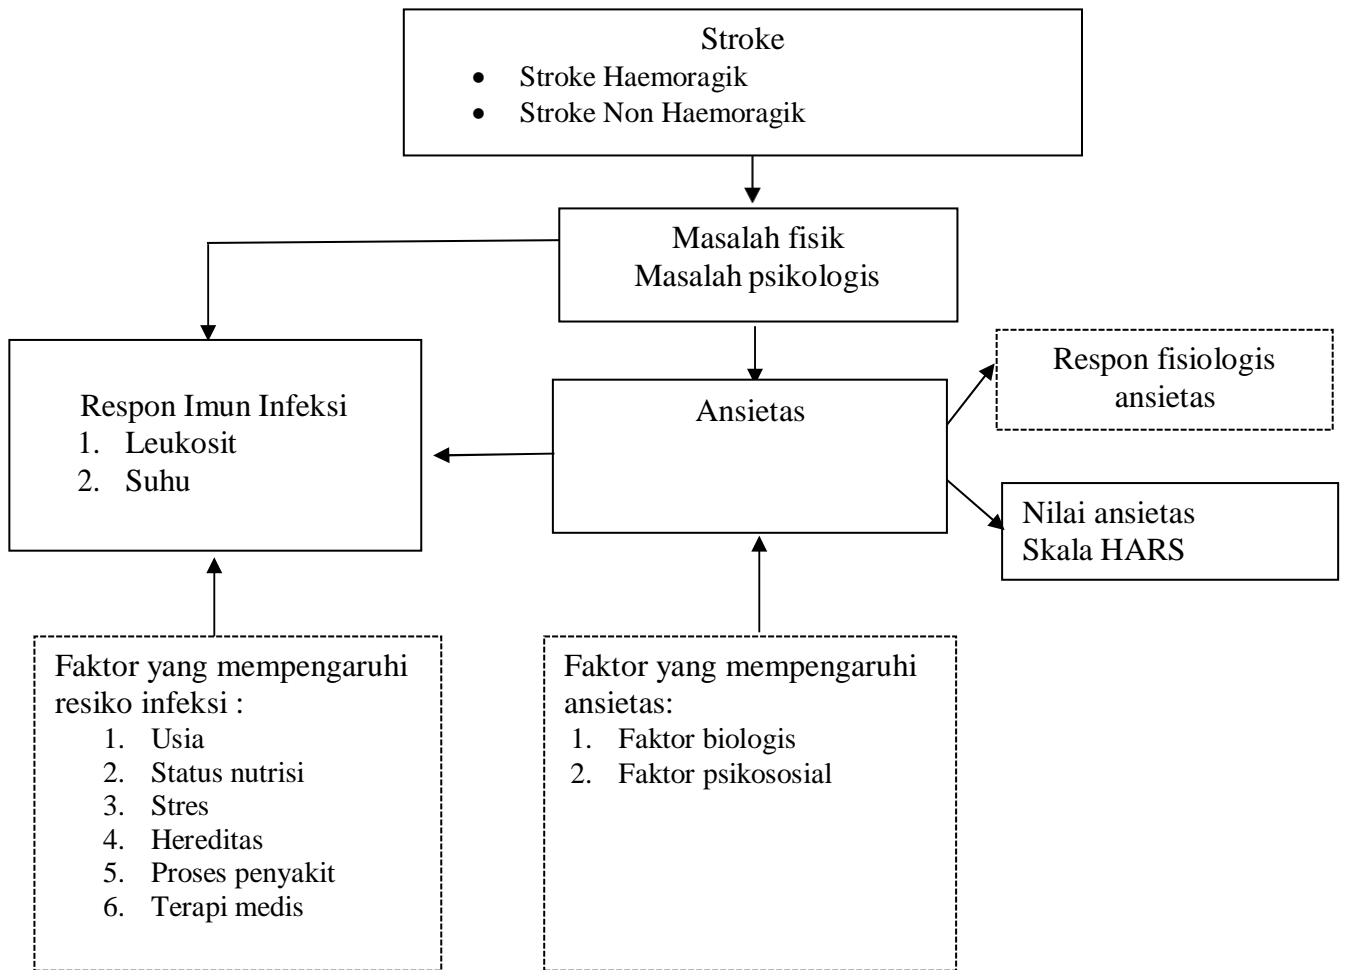 Stroke
• Stroke Haemoragik
• Stroke Non Haemoragik
Masalah fisik
Masalah psikologis
Respon fisiologis
ansietas
Respon Imun Infeksi
1. Leukosit
2. Suhu
Ansietas
Nilai ansietas
Skala HARS
Faktor yang mempengaruhi
resiko infeksi :
1. Usia
2. Status nutrisi
3. Stres
4. Hereditas
5. Proses penyakit
6. Terapi medis
Faktor yang mempengaruhi
ansietas:
1. Faktor biologis
2. Faktor psikososial